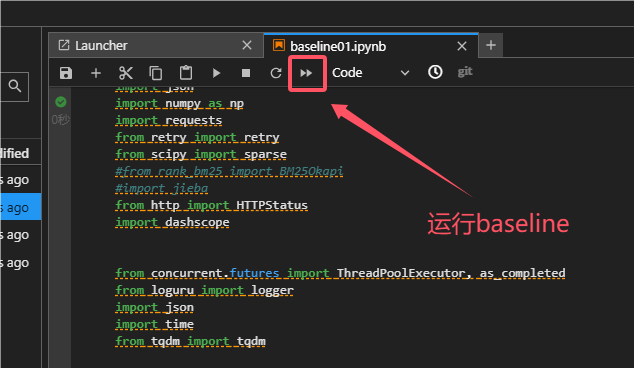 Launcher
baseline01.ipynb
Code
git
import json
0秒
import numpy as np
import requests
from retry import retry
from scipy import sparse
#from rank_bm25 import BM25Okapi
#import jieba
from http import HTTPStatus
import dashscope
from concurrent.futures import ThreadPoolExecutor, as_completed
from loguru import logger
import json
import time
from tqdm import tqdm
dified
s ago
s ago
s ago
s ago
运行baseline